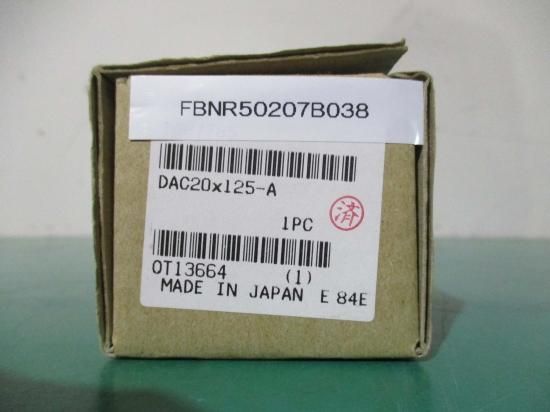 FBNR50207B038
DAC20x125-A
1PC
済
OT13664 (1)
MADE IN JAPAN E 84E